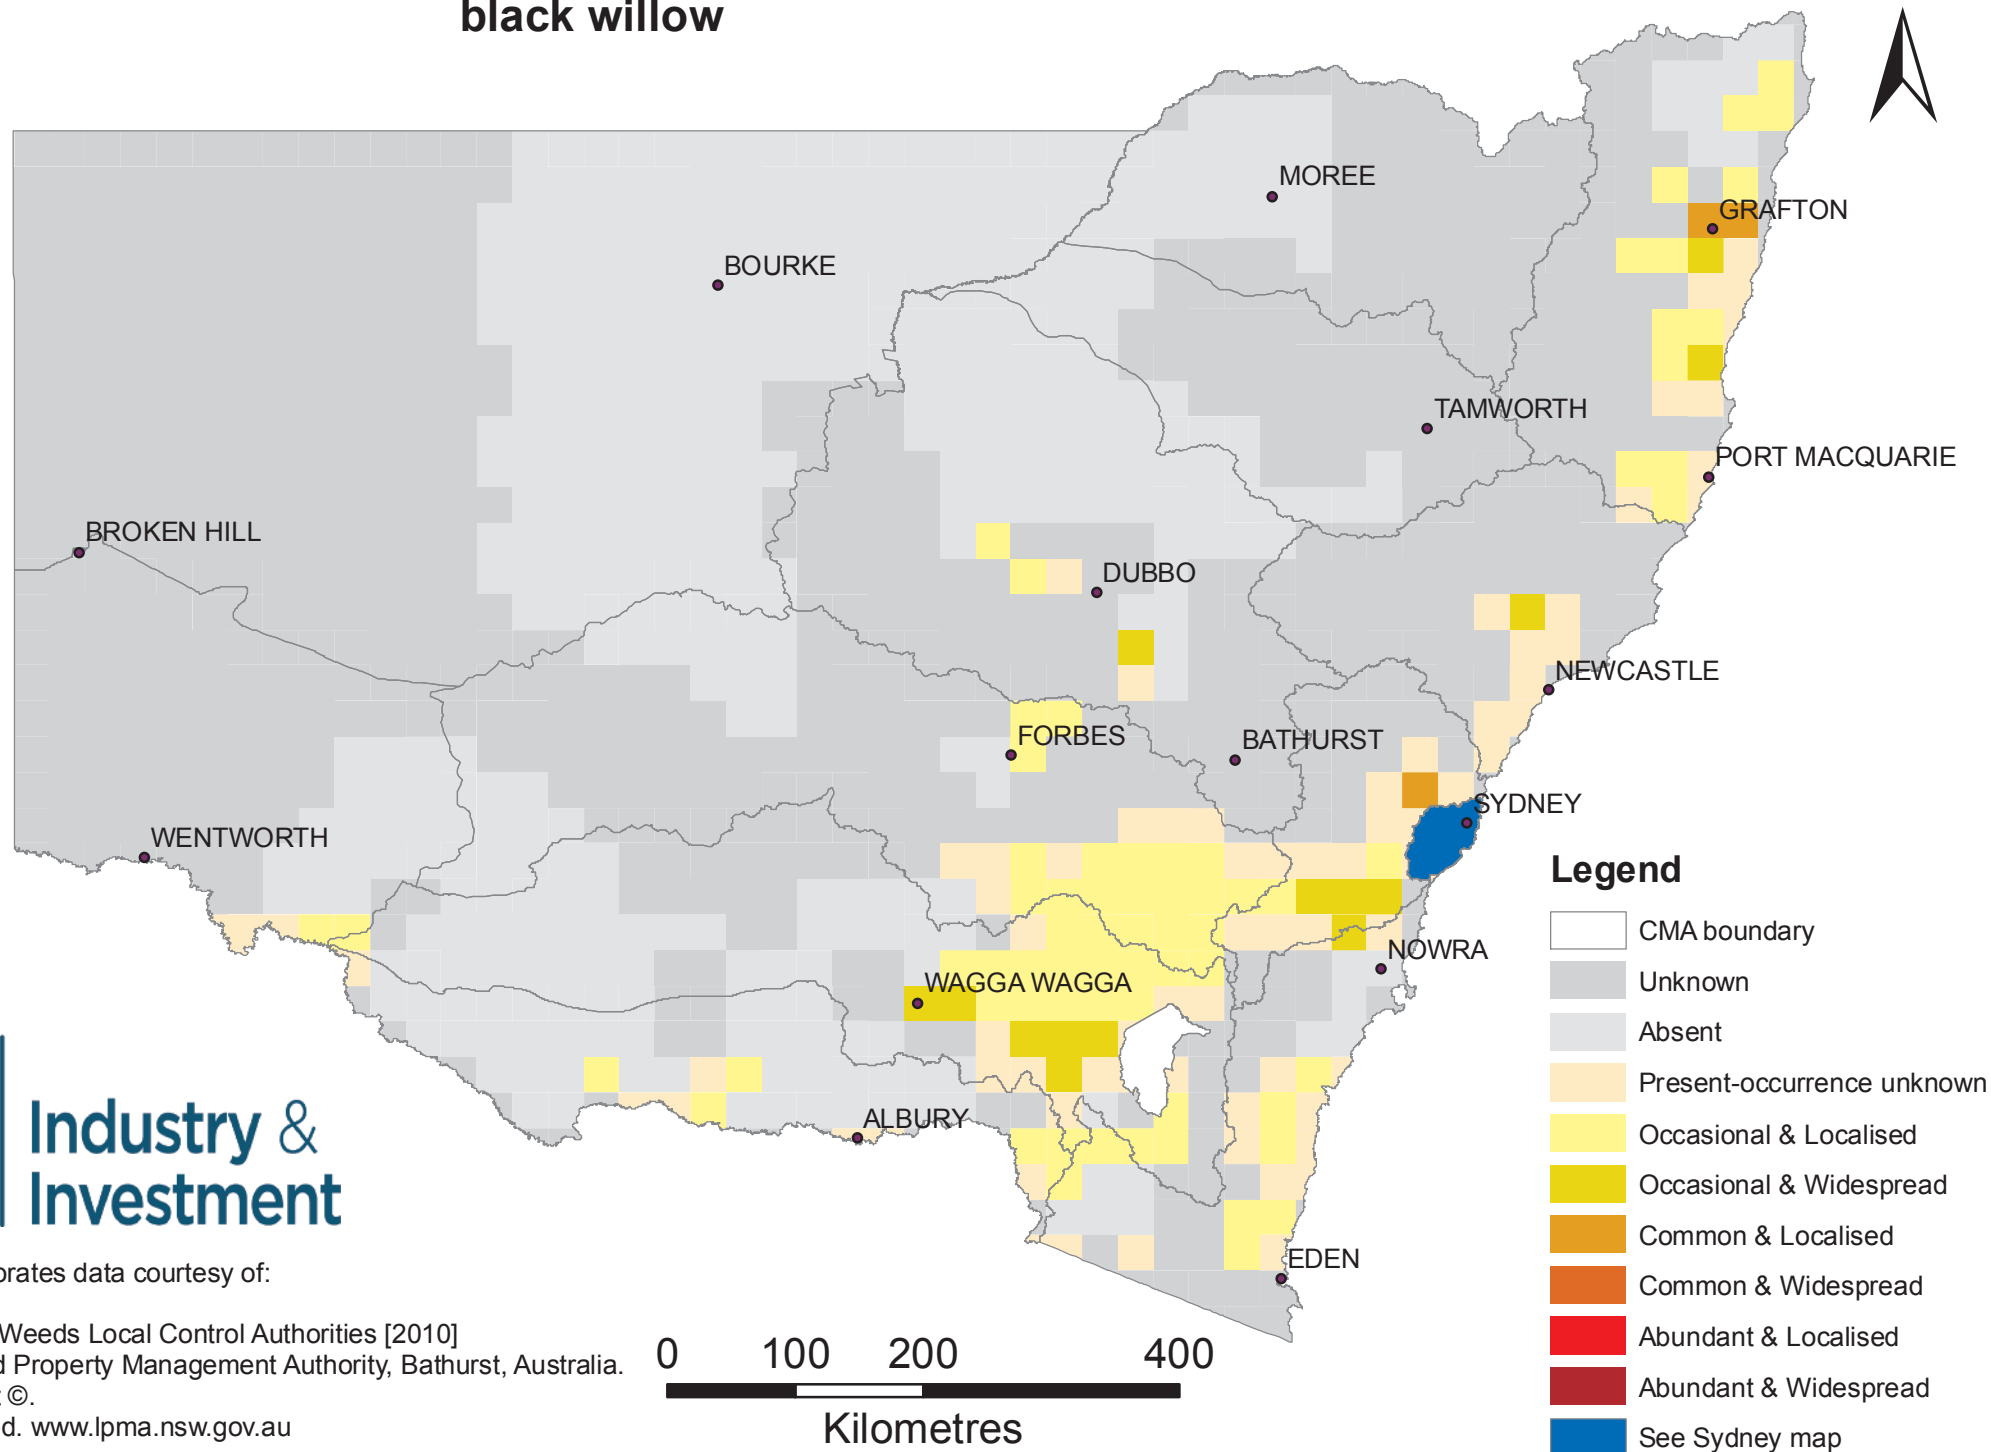 black willow
MOREE
GRAFTON
BOURKE
TAMWORTH
PORT MACQUARIE
BROKEN HILL
DUBBO
NEWCASTLE
FORBES
BATHURST
SYDNEY
WENTWORTH
NOWRA
WAGGA WAGGA
ALBURY
EDEN
Legend
CMA boundary
Unknown
Absent
Present-occurrence unknown
Occasional & Localised
Occasional & Widespread
Common & Localised
Common & Widespread
Abundant & Localised
Abundant & Widespread
See Sydney map
Industry &
Investment
data courtesy of:
Weeds Local Control Authorities [2010]
Property Management Authority, Bathurst, Australia.
©.
www.lpma.nsw.gov.au
0 100 200 400
Kilometres